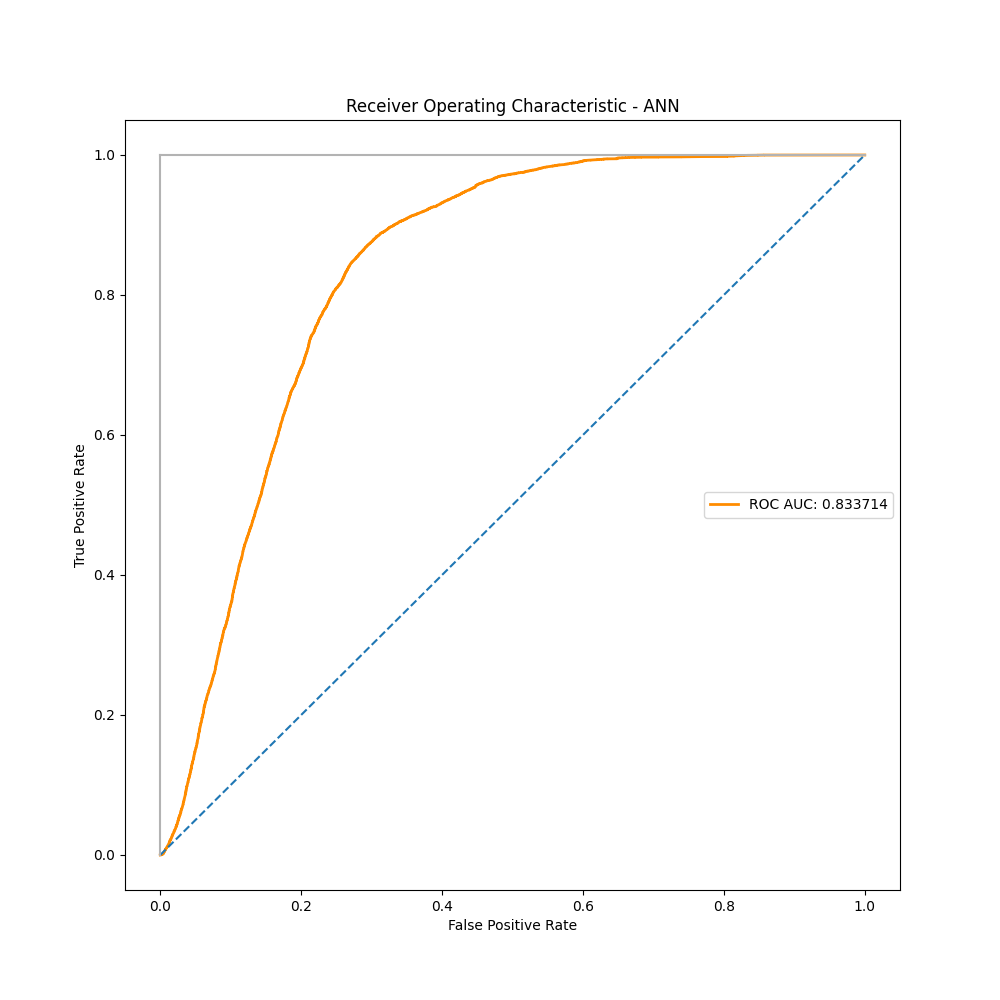 Receiver Operating Characteristic - ANN
1.0
0.8
0.6
0.4
0.2
0.0
True Positive Rate
ROC AUC: 0.833714
0.0 0.2 0.4 0.6 0.8 1.0
False Positive Rate